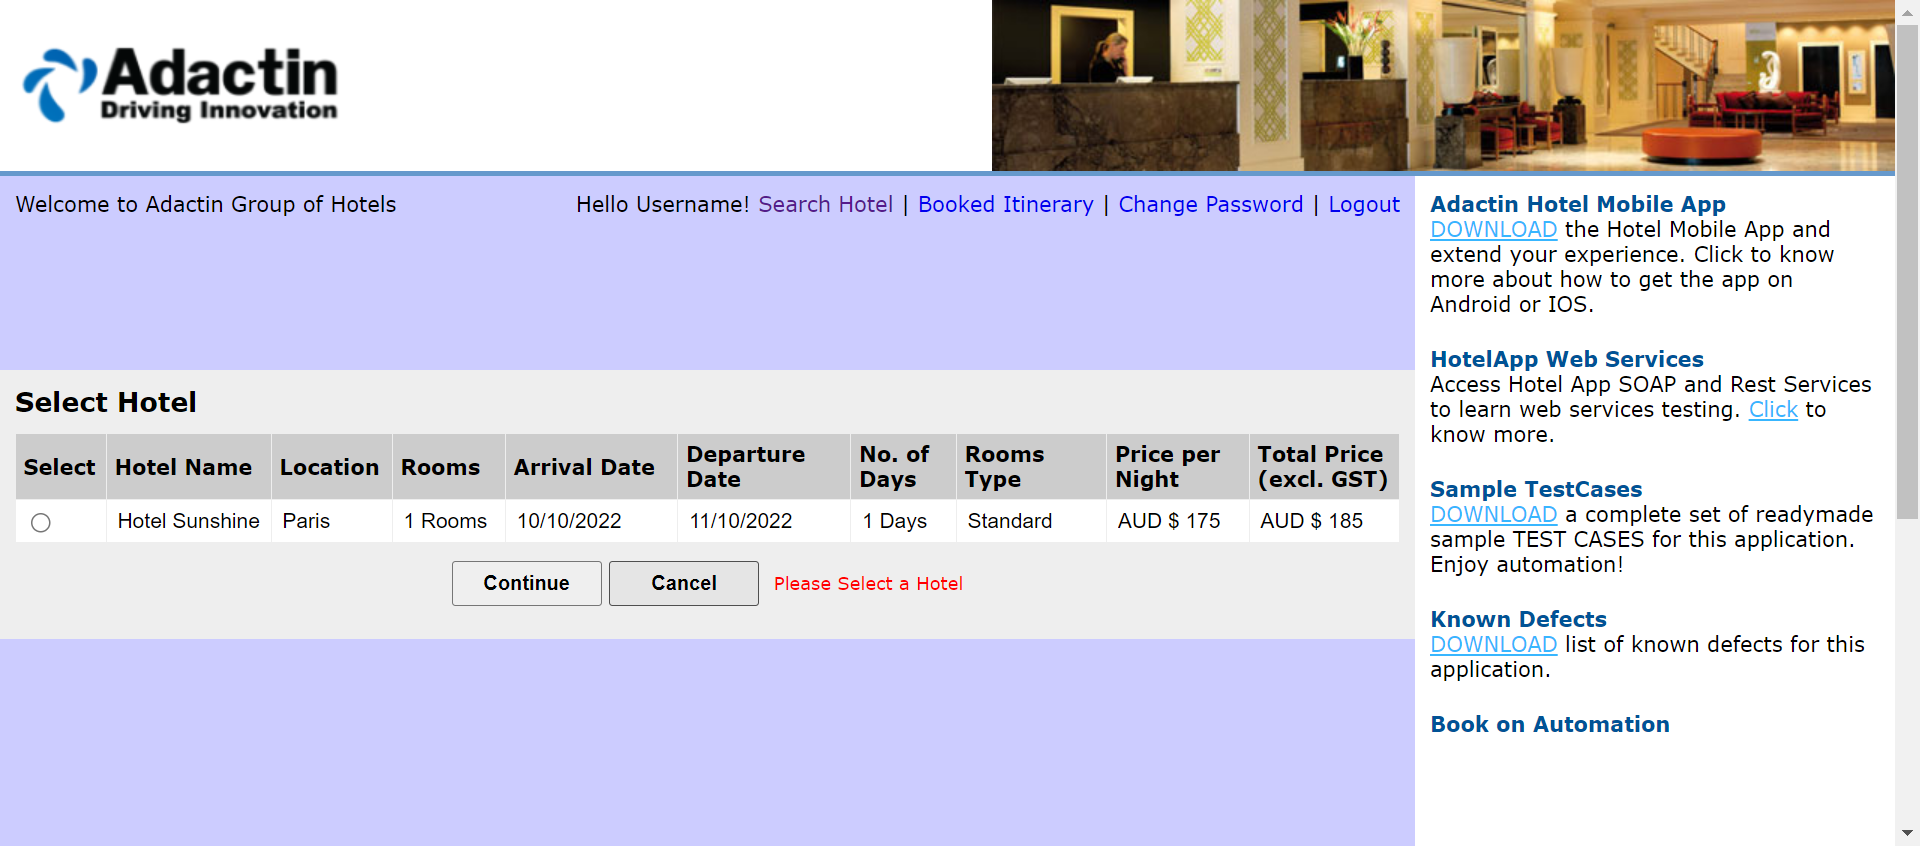 Adactin
Driving Innovation
Welcome to Adactin Group of Hotels
Hello Username! Search Hotel | Booked Itinerary | Change Password | Logout
Select Hotel
Select Hotel Name Location Rooms Arrival Date Departure Date No. of Days Rooms Type Price per Night Total Price (excl. GST)
Hotel Sunshine Paris 1 Rooms 10/10/2022 11/10/2022 1 Days Standard AUD $ 175 AUD $ 185
Continue Cancel Please Select a Hotel
Adactin Hotel Mobile App
DOWNLOAD the Hotel Mobile App and
extend your experience. Click to know
more about how to get the app on
Android or IOS.
HotelApp Web Services
Access Hotel App SOAP and Rest Services
to learn web services testing. Click to
know more.
Sample TestCases
DOWNLOAD a complete set of readymade
sample TEST CASES for this application.
Enjoy automation!
Known Defects
DOWNLOAD list of known defects for this
application.
Book on Automation